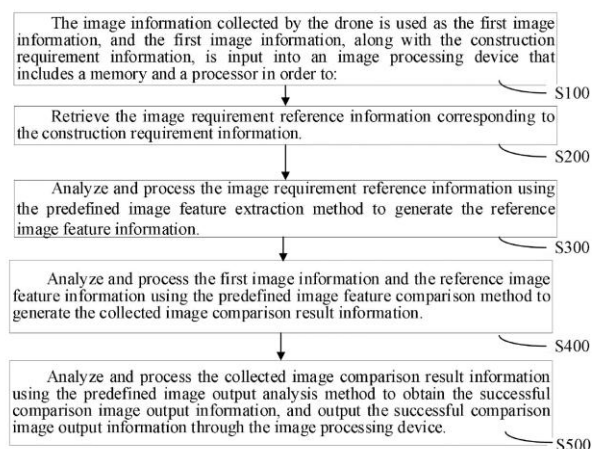 The image information collected by the drone is used as the first image
information, and the first image information, along with the construction
requirement information, is input into an image processing device that
includes a memory and a processor in order to:
S100
Retrieve the image requirement reference information corresponding to
the construction requirement information.
S200
Analyze and process the image requirement reference information using
the predefined image feature extraction method to generate the reference
image feature information.
S300
Analyze and process the first image information and the reference image
feature information using the predefined image feature comparison method to
generate the collected image comparison result information.
S400
Analyze and process the collected image comparison result information
using the predefined image output analysis method to obtain the successful
comparison image output information, and output the successful comparison
image output information through the image processing device.
S500